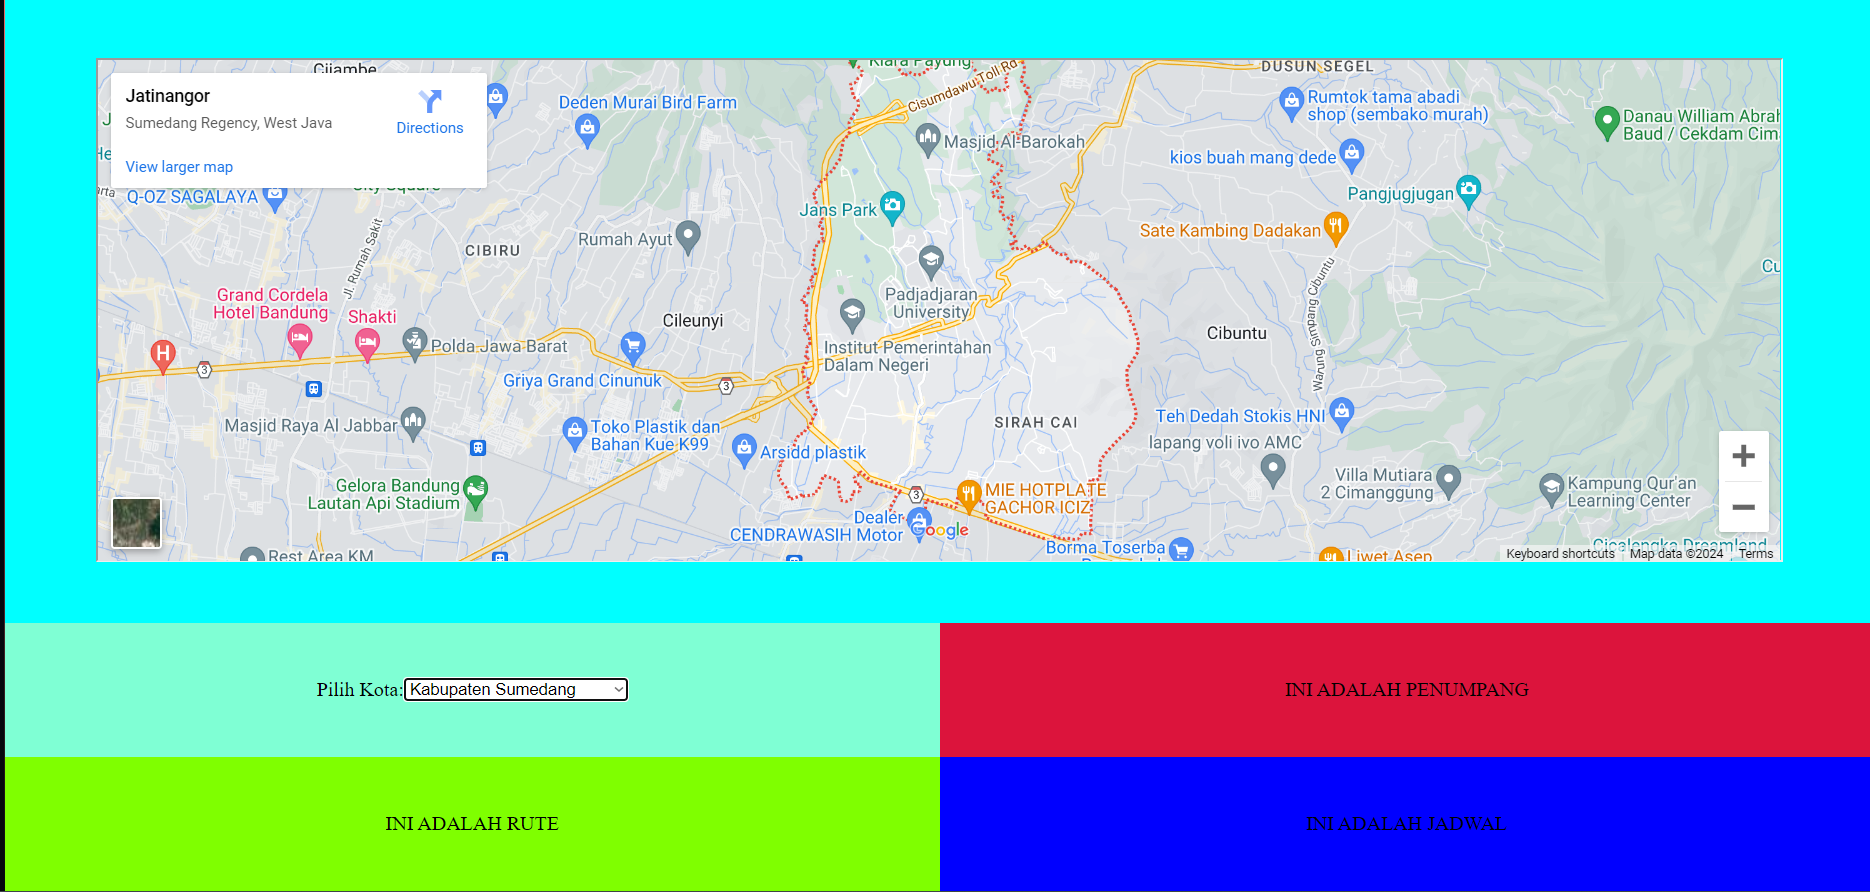 Cijambe
Kiara Payung
DUSUN SEGEL
Jatinangor
Sumedang Regency, West Java
Directions
View larger map
Cisumdawu Toll Rd
Deden Murai Bird Farm
Rumtok tama abadi
shop (sembako murah)
Danau William Abrah
Baud / Cekdam Cim
Masjid Al-Barokah
kios buah mang dede
City Square
Q-OZ SAGALAYA
Jans Park
Pangjugjugan
Sate Kambing Dadakan
Rumah Ayut
CIBIRU
Jl. Rumah Sakit
Cu
Grand Cordela
Hotel Bandung
Shakti
Padjadjaran
University
Cileunyi
Cibuntu
Warung Simpang Cibuntu
Polda Jawa Barat
Institut Pemerintahan
Dalam Negeri
H
3
Griya Grand Cinunuk
3
Masjid Raya Al Jabbar
Toko Plastik dan
Bahan Kue K99
SIRAH CAI
Teh Dedah Stokis HNI
lapang voli ivo AMC
Arsidd plastik
Gelora Bandung
Lautan Api Stadium
3
MIE HOTPLATE
GACHOR ICIZ
Villa Mutiara
2 Cimanggung
Kampung Qur'an
Learning Center
Dealer
CENDRAWASIH Motor
Google
Rest Area KM
Borma Toserba
Liwet Asep
Cicalengka Dreamland
Keyboard shortcuts
Map data ©2024
Terms
Pilih Kota: Kabupaten Sumedang
INI ADALAH PENUMPANG
INI ADALAH RUTE
INI ADALAH JADWAL